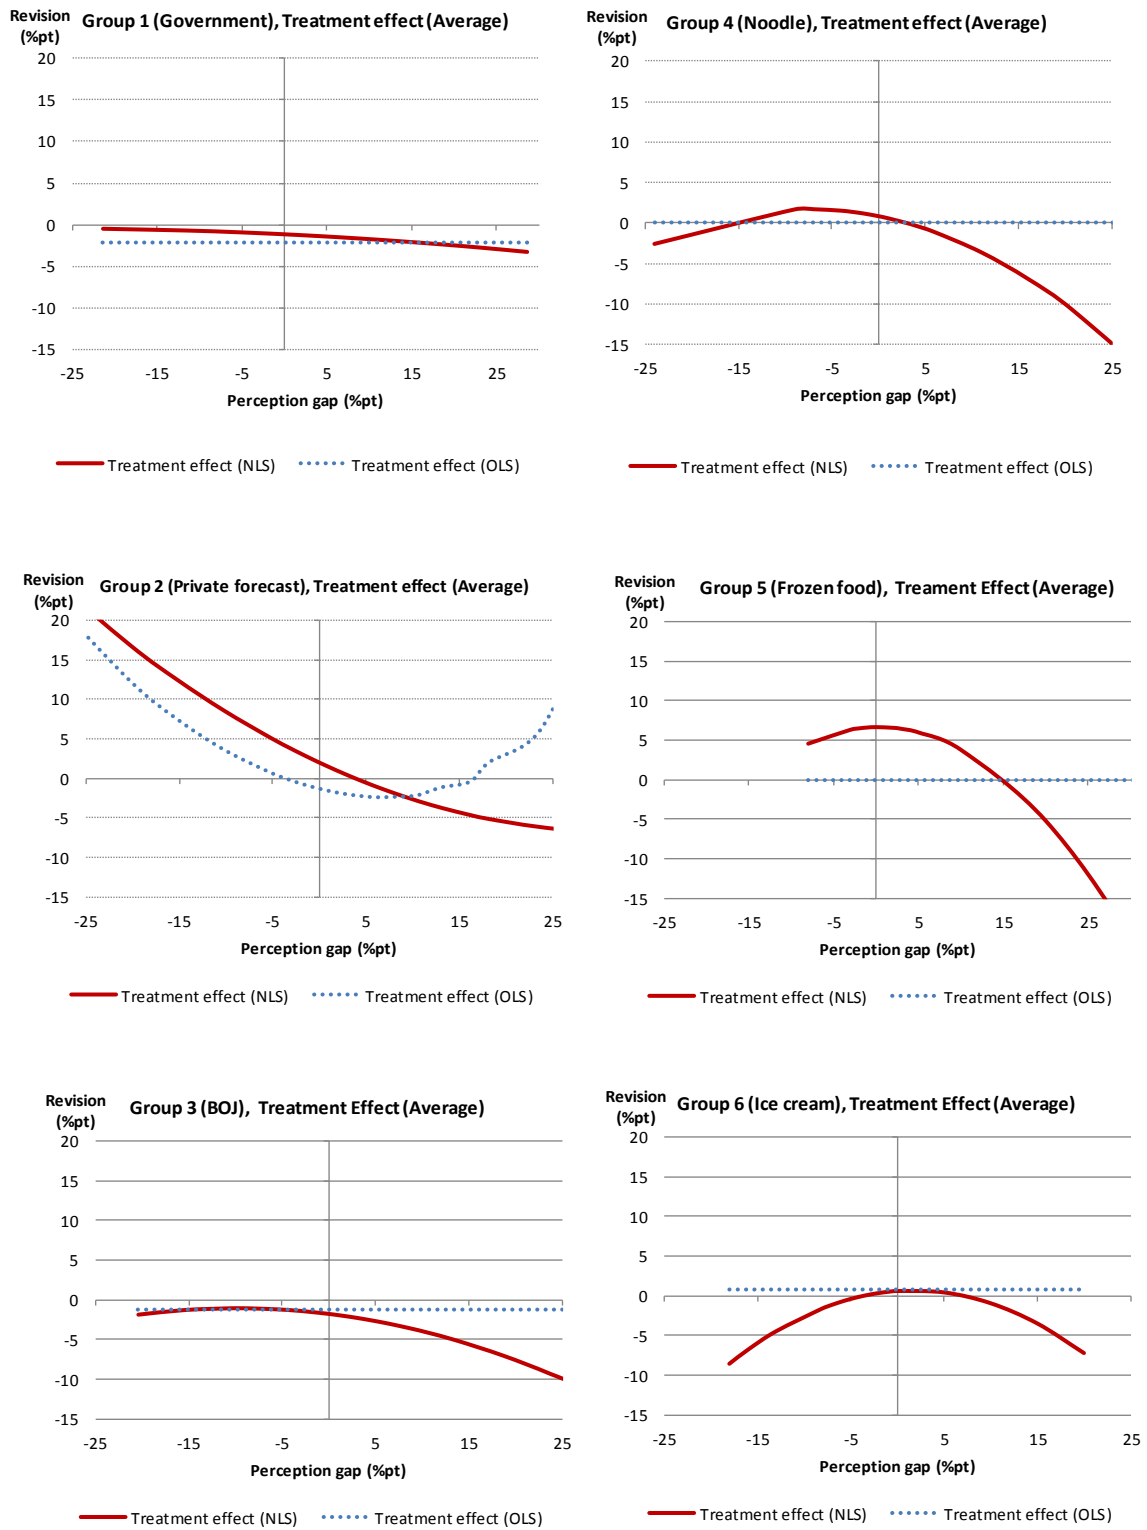 Revision
(%pt)
Group 1 (Government), Treatment effect (Average)
20
15
10
5
0
-5
-10
-15
-25
-15
-5
5
15
25
Perception gap (%pt)
Treatment effect (NLS)
Treatment effect (OLS)
Revision
(%pt)
Group 4 (Noodle), Treatment effect (Average)
20
15
10
5
0
-5
-10
-15
-25
-15
-5
5
15
25
Perception gap (%pt)
Treatment effect (NLS)
Treatment effect (OLS)
Revision
(%pt)
Group 2 (Private forecast), Treatment effect (Average)
20
15
10
5
0
-5
-10
-15
-25
-15
-5
5
15
25
Perception gap (%pt)
Treatment effect (NLS)
Treatment effect (OLS)
Revision
(%pt)
Group 5 (Frozen food), Treament Effect (Average)
20
15
10
5
0
-5
-10
-15
-25
-15
-5
5
15
25
Perception gap (%pt)
Treatment effect (NLS)
Treatment effect (OLS)
Revision
(%pt)
Group 3 (BOJ), Treatment Effect (Average)
20
15
10
5
0
-5
-10
-15
-25
-15
-5
5
15
25
Perception gap (%pt)
Treatment effect (NLS)
Treatment effect (OLS)
Revision
(%pt)
Group 6 (Ice cream), Treatment Effect (Average)
20
15
10
5
0
-5
-10
-15
-25
-15
-5
5
15
25
Perception gap (%pt)
Treatment effect (NLS)
Treatment effect (OLS)